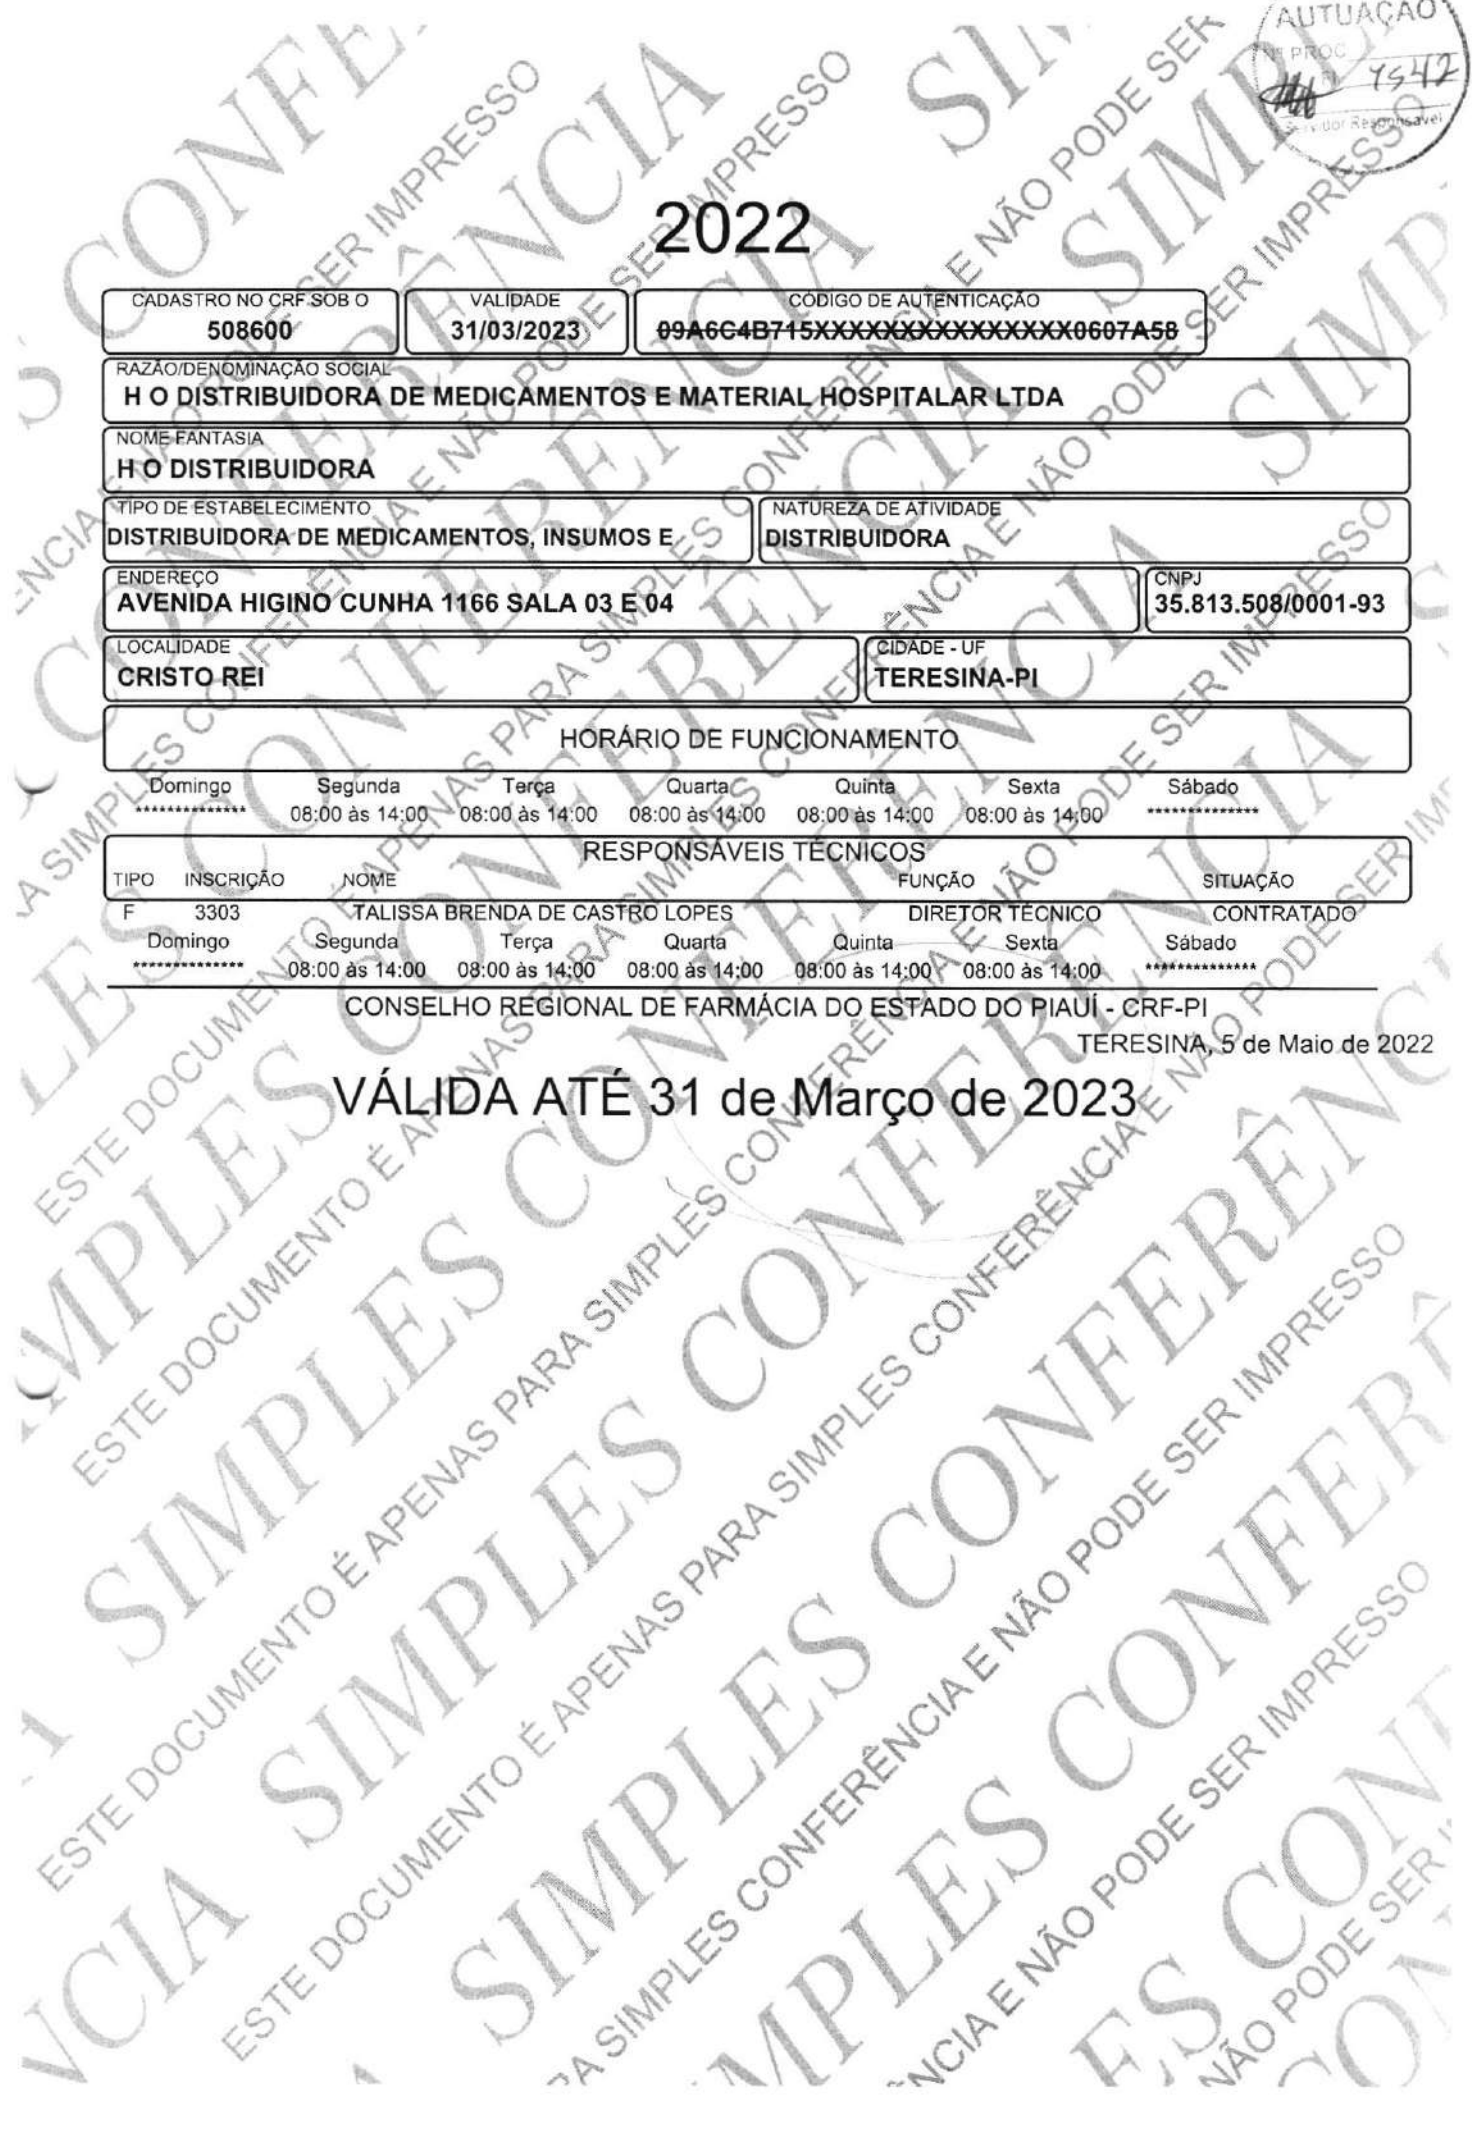 AUTUAÇÃO
Nº PROC
Fl. 1542
Servidor Responsável
2022
CADASTRO NO CRF SOB O
508600
VALIDADE
31/03/2023
CÓDIGO DE AUTENTICAÇÃO
09A6C4B715XXXXXXXXXXXXXXX0607A58
RAZÃO/DENOMINAÇÃO SOCIAL
H O DISTRIBUIDORA DE MEDICAMENTOS E MATERIAL HOSPITALAR LTDA
NOME FANTASIA
H O DISTRIBUIDORA
TIPO DE ESTABELECIMENTO
DISTRIBUIDORA DE MEDICAMENTOS, INSUMOS E
NATUREZA DE ATIVIDADE
DISTRIBUIDORA
ENDEREÇO
AVENIDA HIGINO CUNHA 1166 SALA 03 E 04
CNPJ
35.813.508/0001-93
LOCALIDADE
CRISTO REI
CIDADE - UF
TERESINA-PI
HORÁRIO DE FUNCIONAMENTO
Domingo Segunda Terça Quarta Quinta Sexta Sábado
************** 08:00 às 14:00 08:00 às 14:00 08:00 às 14:00 08:00 às 14:00 08:00 às 14:00 **************
RESPONSÁVEIS TÉCNICOS
TIPO INSCRIÇÃO NOME FUNÇÃO SITUAÇÃO
F 3303 TALISSA BRENDA DE CASTRO LOPES DIRETOR TÉCNICO CONTRATADO
Domingo Segunda Terça Quarta Quinta Sexta Sábado
************** 08:00 às 14:00 08:00 às 14:00 08:00 às 14:00 08:00 às 14:00 08:00 às 14:00 **************
CONSELHO REGIONAL DE FARMÁCIA DO ESTADO DO PIAUÍ - CRF-PI
TERESINA, 5 de Maio de 2022
VÁLIDA ATÉ 31 de Março de 2023
SIMPLES CONFERÊNCIA
ESTE DOCUMENTO É APENAS PARA SIMPLES CONFERÊNCIA E NÃO PODE SER IMPRESSO